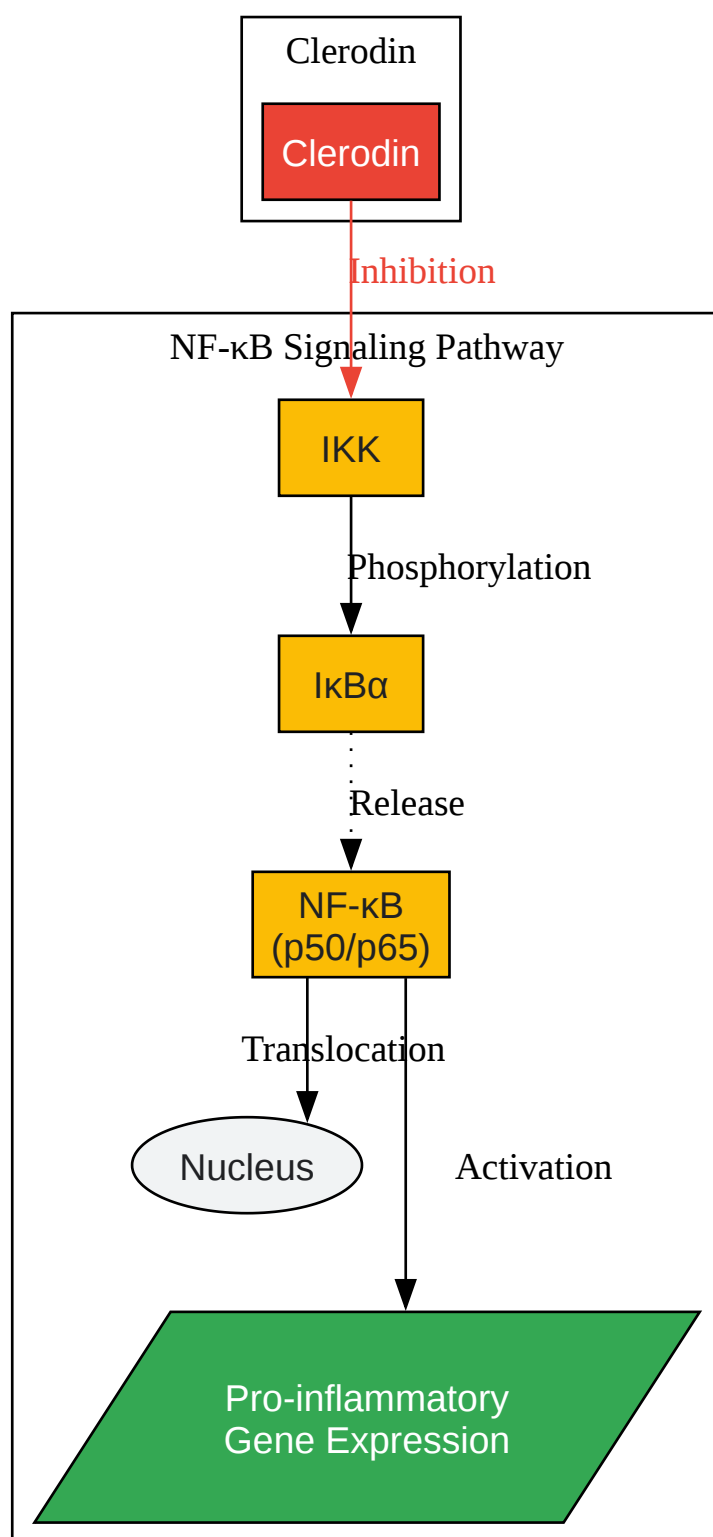 Clerodin
Clerodin
Inhibition
NF-κB Signaling Pathway
IKK
Phosphorylation
IκBα
Release
NF-κB
(p50/p65)
Translocation
Nucleus
Activation
Pro-inflammatory
Gene Expression